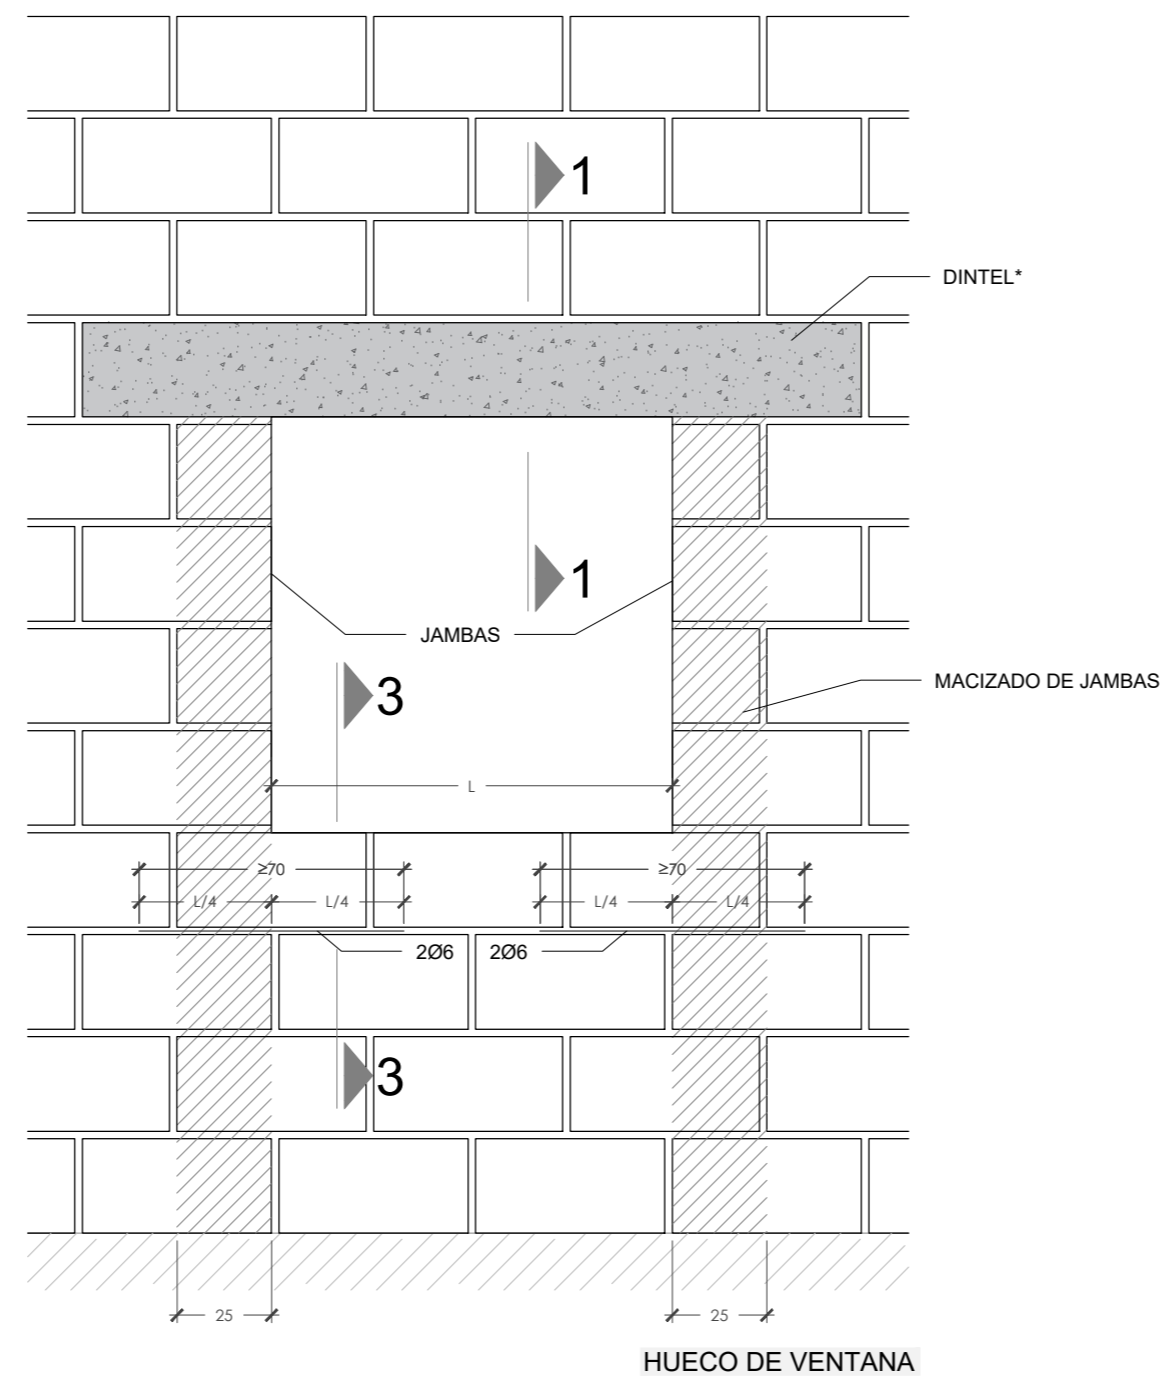 1
DINTEL*
1
JAMBAS
3
MACIZADO DE JAMBAS
L
≥70
≥70
L/4
L/4
L/4
L/4
2Ø6
2Ø6
3
25
25
HUECO DE VENTANA